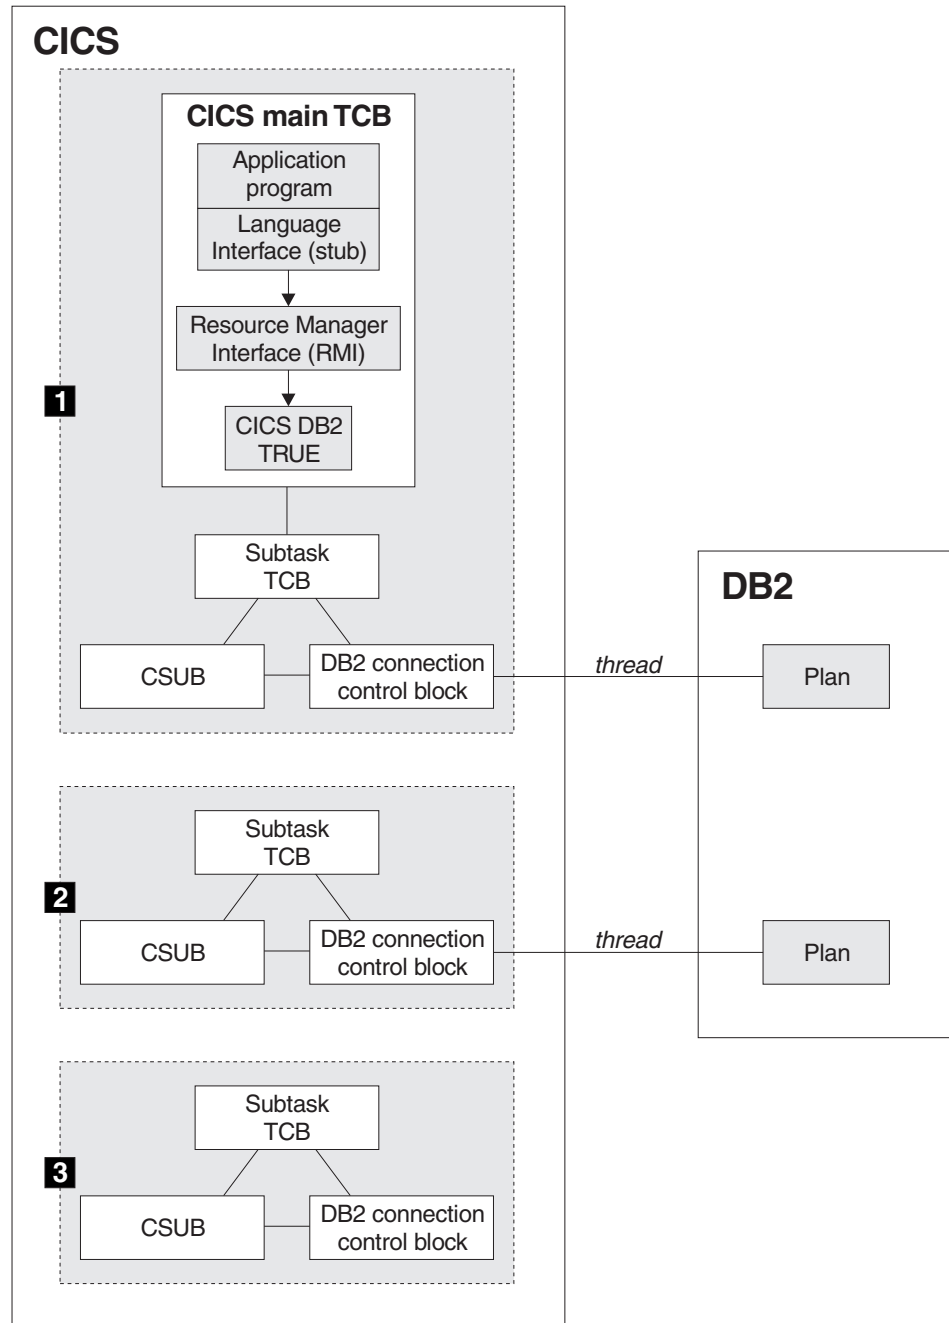 CICS
CICS main TCB
Application
program
Language
Interface (stub)
Resource Manager
Interface (RMI)
1
CICS DB2
TRUE
Subtask
TCB
DB2
CSUB
DB2 connection
control block
thread
Plan
Subtask
TCB
2
CSUB
DB2 connection
control block
thread
Plan
Subtask
TCB
3
CSUB
DB2 connection
control block